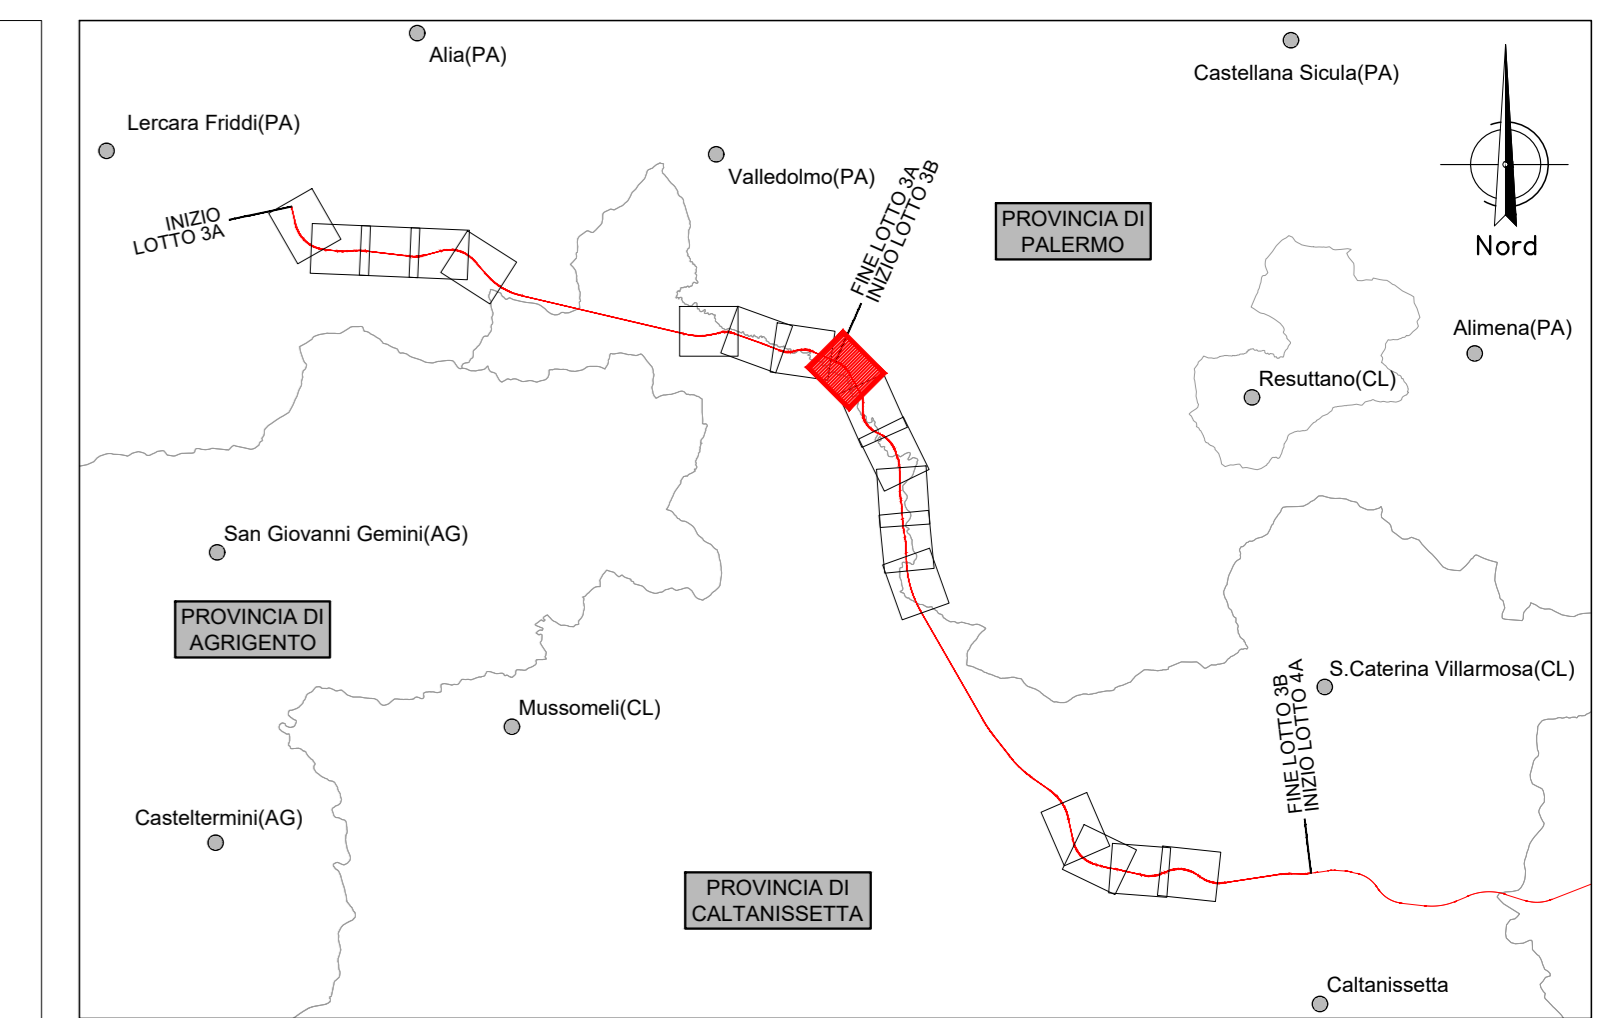 Alia(PA)
Castellana Sicula(PA)
Lercara Friddi(PA)
Valledolmo(PA)
INIZIO
LOTTO 3A
FINE LOTTO 3A
INIZIO LOTTO 3B
PROVINCIA DI
PALERMO
Nord
Alimena(PA)
Resuttano(CL)
San Giovanni Gemini(AG)
PROVINCIA DI
AGRIGENTO
S.Caterina Villarmosa(CL)
FINE LOTTO 3B
INIZIO LOTTO 4A
Mussomeli(CL)
Casteltermini(AG)
PROVINCIA DI
CALTANISSETTA
Caltanissetta